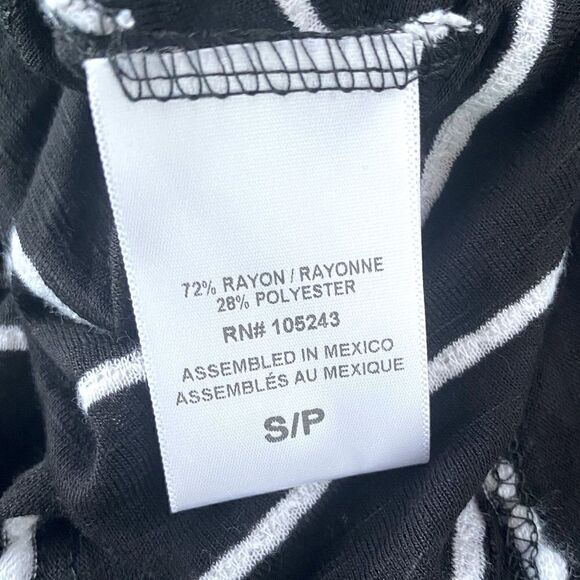 72% RAYON / RAYONNE
28% POLYESTER
RN# 105243
ASSEMBLED IN MEXICO
ASSEMBLÉS AU MEXIQUE
S/P